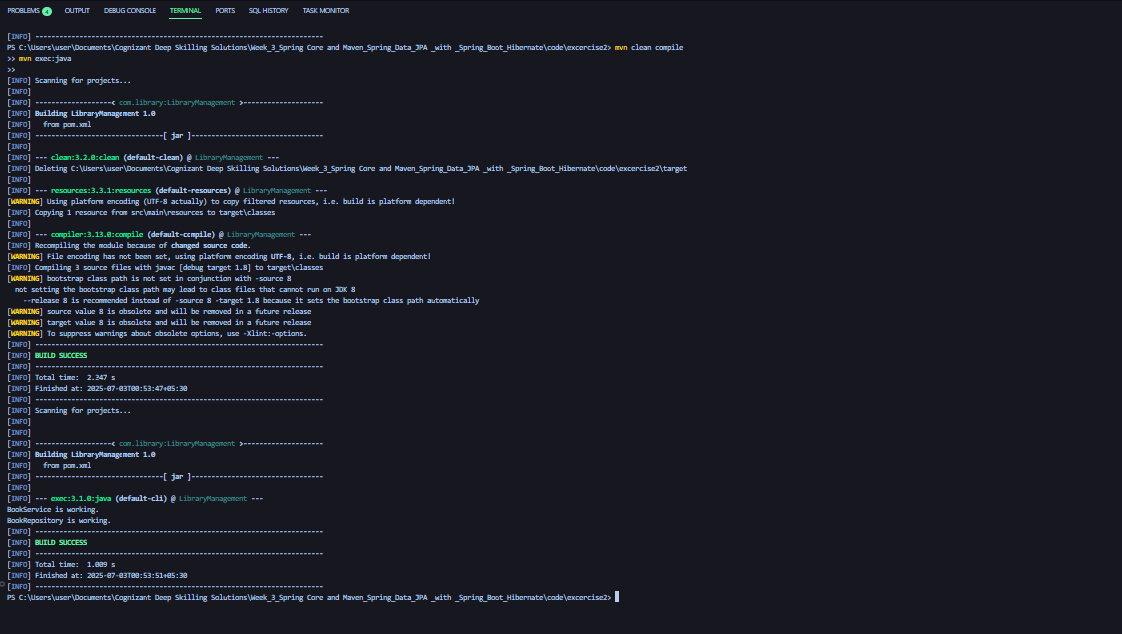 PROBLEMS 4 OUTPUT DEBUG CONSOLE TERMINAL PORTS SQL HISTORY TASK MONITOR
[INFO] ------------------------------------------------------------------------
PS C:\Users\user\Documents\Cognizant Deep Skilling Solutions\Week_3_Spring Core and Maven_Spring_Data_JPA _with _Spring_Boot_Hibernate\code\excercise2> mvn clean compile
>> mvn exec:java
>>
[INFO] Scanning for projects...
[INFO]
[INFO] -------------------< com.library:LibraryManagement >--------------------
[INFO] Building LibraryManagement 1.0
[INFO]   from pom.xml
[INFO] --------------------------------[ jar ]---------------------------------
[INFO]
[INFO] --- clean:3.2.0:clean (default-clean) @ LibraryManagement ---
[INFO] Deleting C:\Users\user\Documents\Cognizant Deep Skilling Solutions\Week_3_Spring Core and Maven_Spring_Data_JPA _with _Spring_Boot_Hibernate\code\excercise2\target
[INFO]
[INFO] --- resources:3.3.1:resources (default-resources) @ LibraryManagement ---
[WARNING] Using platform encoding (UTF-8 actually) to copy filtered resources, i.e. build is platform dependent!
[INFO] Copying 1 resource from src\main\resources to target\classes
[INFO]
[INFO] --- compiler:3.13.0:compile (default-compile) @ LibraryManagement ---
[INFO] Recompiling the module because of changed source code.
[WARNING] File encoding has not been set, using platform encoding UTF-8, i.e. build is platform dependent!
[INFO] Compiling 3 source files with javac [debug target 1.8] to target\classes
[WARNING] bootstrap class path is not set in conjunction with -source 8
  not setting the bootstrap class path may lead to class files that cannot run on JDK 8
    --release 8 is recommended instead of -source 8 -target 1.8 because it sets the bootstrap class path automatically
[WARNING] source value 8 is obsolete and will be removed in a future release
[WARNING] target value 8 is obsolete and will be removed in a future release
[WARNING] To suppress warnings about obsolete options, use -Xlint:-options.
[INFO] ------------------------------------------------------------------------
[INFO] BUILD SUCCESS
[INFO] ------------------------------------------------------------------------
[INFO] Total time:  2.347 s
[INFO] Finished at: 2025-07-03T00:53:47+05:30
[INFO] ------------------------------------------------------------------------
[INFO] Scanning for projects...
[INFO]
[INFO]
[INFO] -------------------< com.library:LibraryManagement >--------------------
[INFO] Building LibraryManagement 1.0
[INFO]   from pom.xml
[INFO] --------------------------------[ jar ]---------------------------------
[INFO]
[INFO] --- exec:3.1.0:java (default-cli) @ LibraryManagement ---
BookService is working.
BookRepository is working.
[INFO] ------------------------------------------------------------------------
[INFO] BUILD SUCCESS
[INFO] ------------------------------------------------------------------------
[INFO] Total time:  1.009 s
[INFO] Finished at: 2025-07-03T00:53:51+05:30
[INFO] ------------------------------------------------------------------------
PS C:\Users\user\Documents\Cognizant Deep Skilling Solutions\Week_3_Spring Core and Maven_Spring_Data_JPA _with _Spring_Boot_Hibernate\code\excercise2>